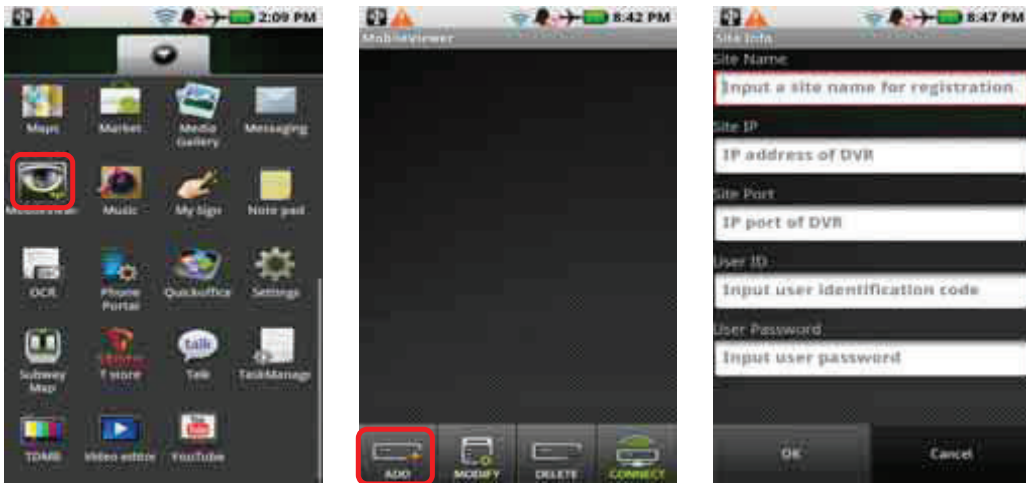 2:09 PM
Maps Market Media Gallery Messaging
MobileViewer Music My Sign Note pad
OCR Phone Portal Quickoffice Settings
Subway Map T store Talk TaskManage
TDMB Video editor YouTube
8:42 PM
MobileViewer
ADD MODIFY DELETE CONNECT
8:47 PM
Site Info
Site Name
Input a site name for registration
Site IP
IP address of DVR
Site Port
IP port of DVR
User ID
Input user identification code
User Password
Input user password
OK Cancel